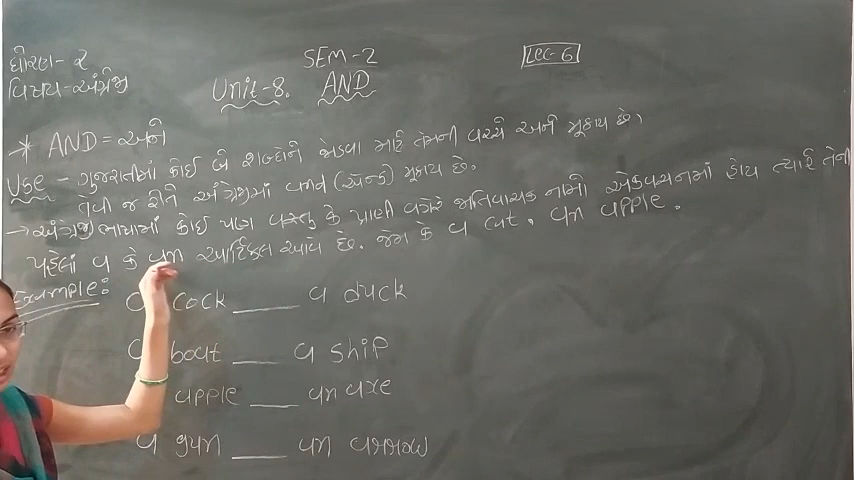 ધોરણ-૨
SEM-2
Lec-6
વિષય-અંગ્રેજી
Unit-8. AND
* AND = અને
Use - ગુજરાતીમાં કોઈ બે શબ્દોને જોડવા માટે તેમની વચ્ચે અને મૂકાય છે.
તેવી જ રીતે અંગ્રેજીમાં and (એન્ડ) મૂકાય છે.
→ અંગ્રેજી ભાષામાં કોઈ પણ વસ્તુ કે પ્રાણી વગેરે જાતિવાચક નામો એકવચનમાં હોય ત્યારે તેની
પહેલાં a કે an આર્ટિકલ આવે છે. જેમ કે a cat, an apple.
Example:
a cock ____ a duck
a boat ____ a ship
apple ____ an axe
a gun ____ an arrow